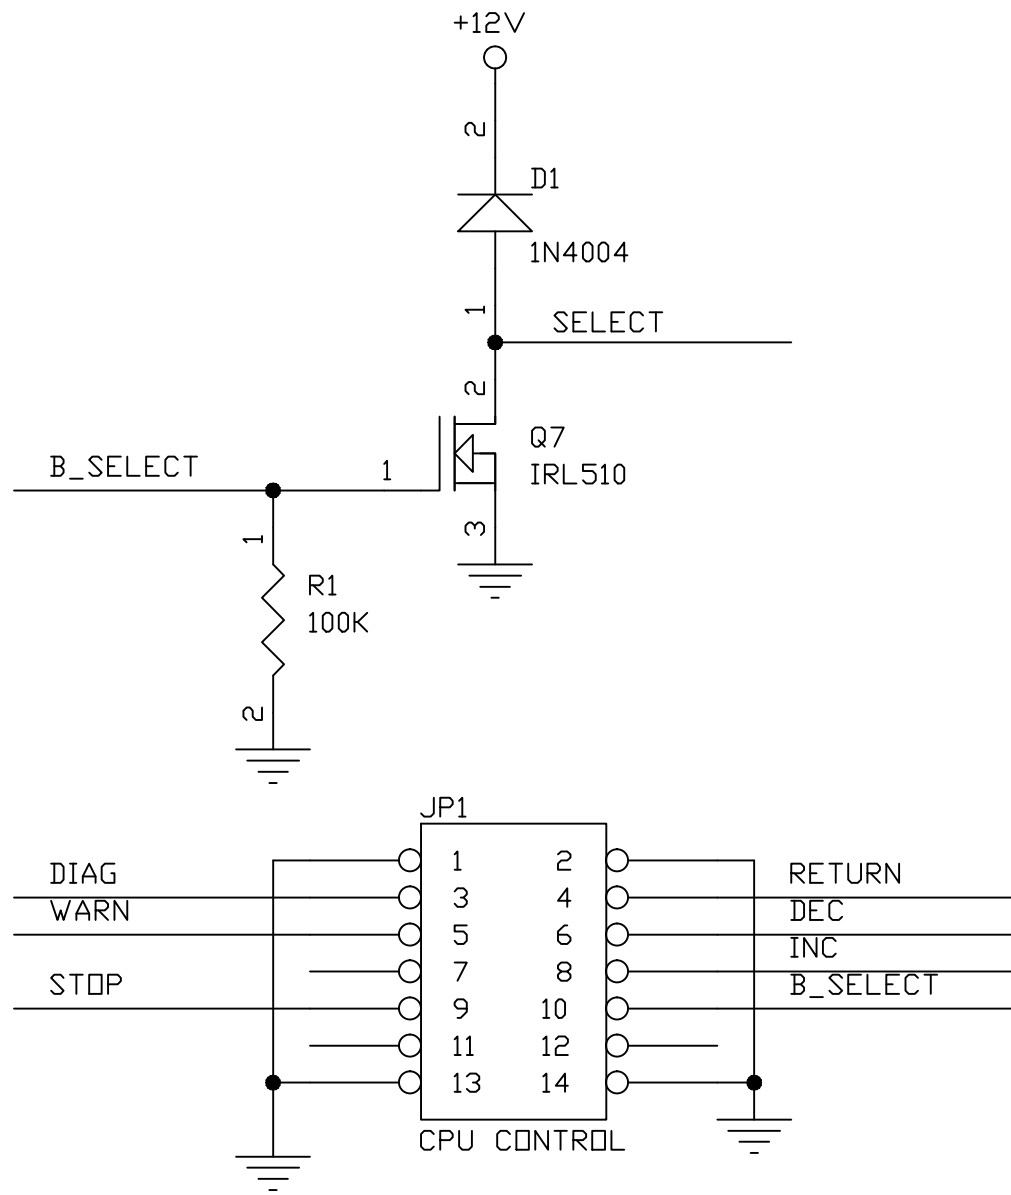 +12V
2
D1
1N4004
1
SELECT
2
Q7
B_SELECT
1
IRL510
3
1
R1
100K
2
JP1
1 2
DIAG RETURN
3 4
WARN DEC
5 6
INC
7 8
STOP B_SELECT
9 10
11 12
13 14
CPU CONTROL